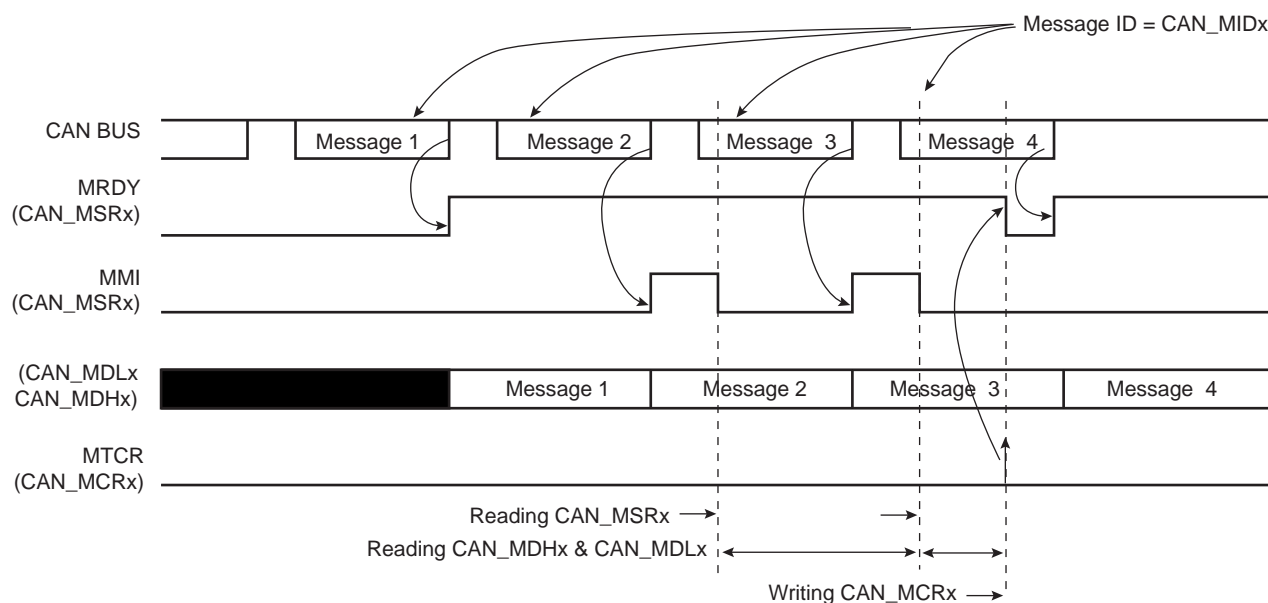 Message ID = CAN_MIDx
CAN BUS
Message 1
Message 2
Message 3
Message 4
MRDY
(CAN_MSRx)
MMI
(CAN_MSRx)
(CAN_MDLx
CAN_MDHx)
Message 1
Message 2
Message 3
Message 4
MTCR
(CAN_MCRx)
Reading CAN_MSRx
Reading CAN_MDHx & CAN_MDLx
Writing CAN_MCRx